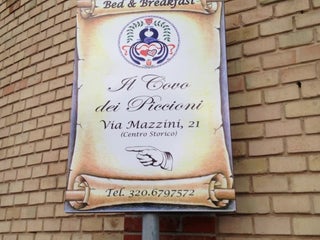 Bed & Breakfast
Il Covo
dei Piccioni
Via Mazzini, 21
(Centro Storico)
Tel. 320.6797572